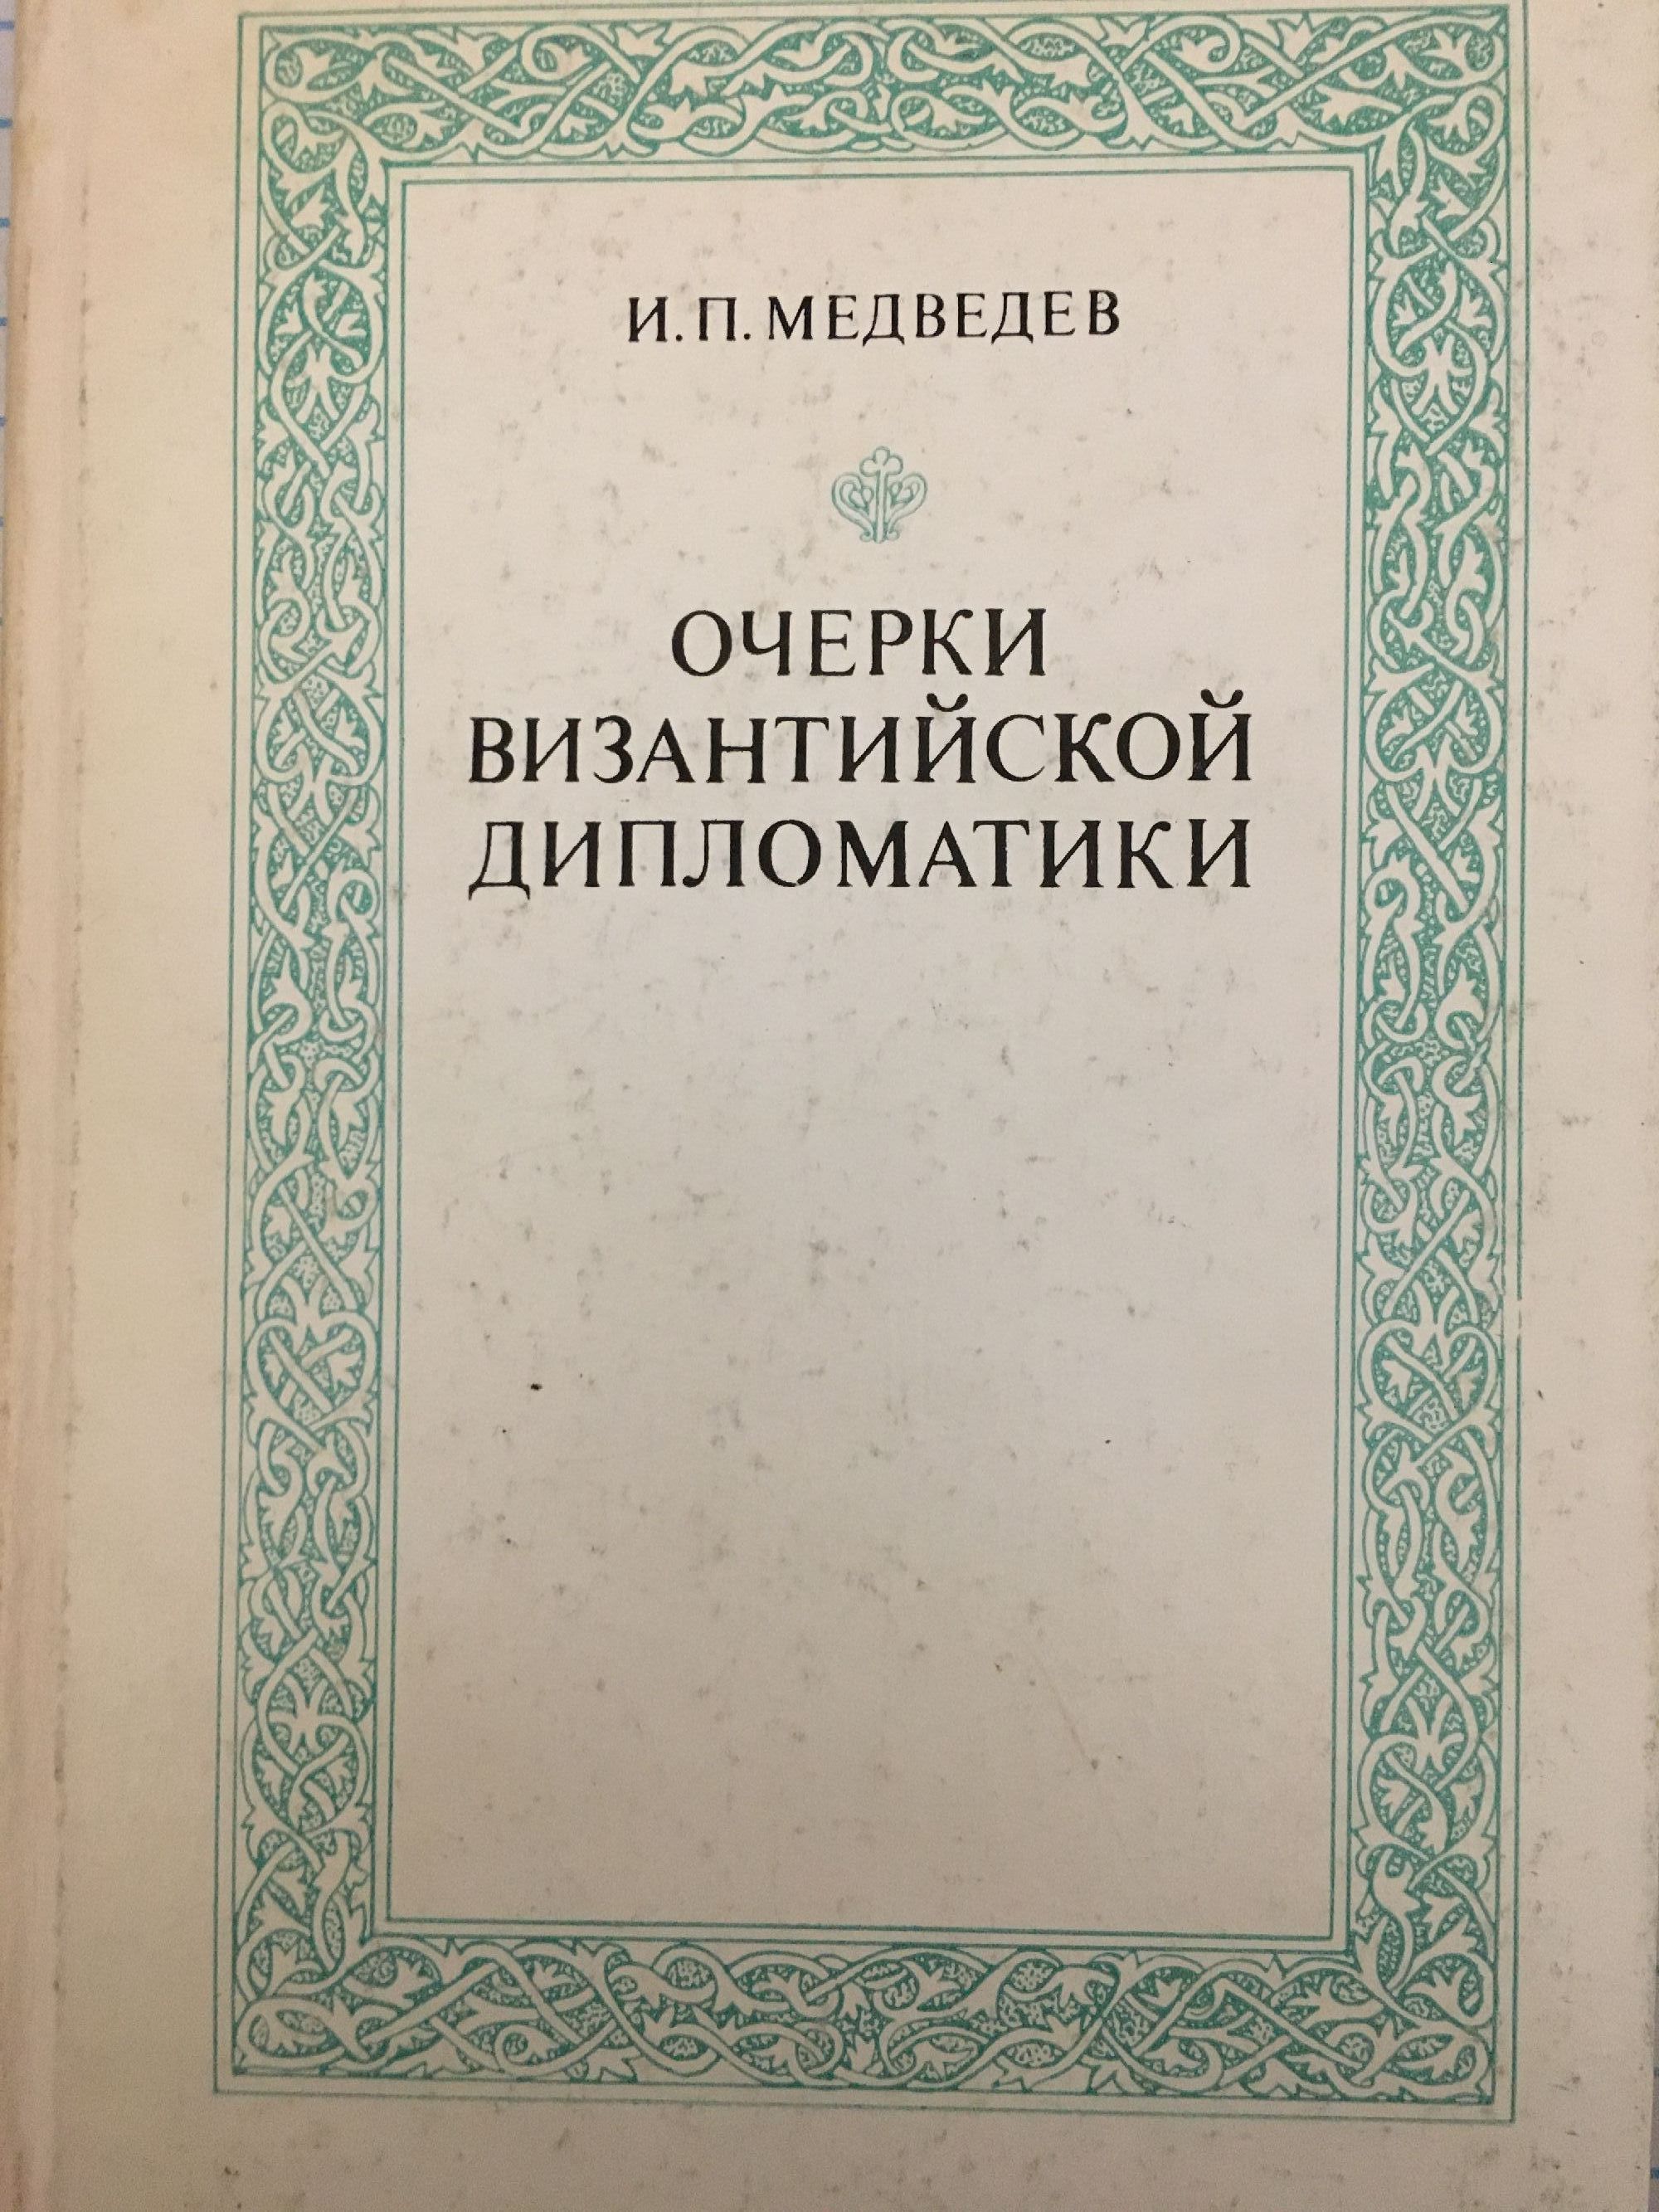 И. П. МЕДВЕДЕВ
ОЧЕРКИ
ВИЗАНТИЙСКОЙ
ДИПЛОМАТИКИ